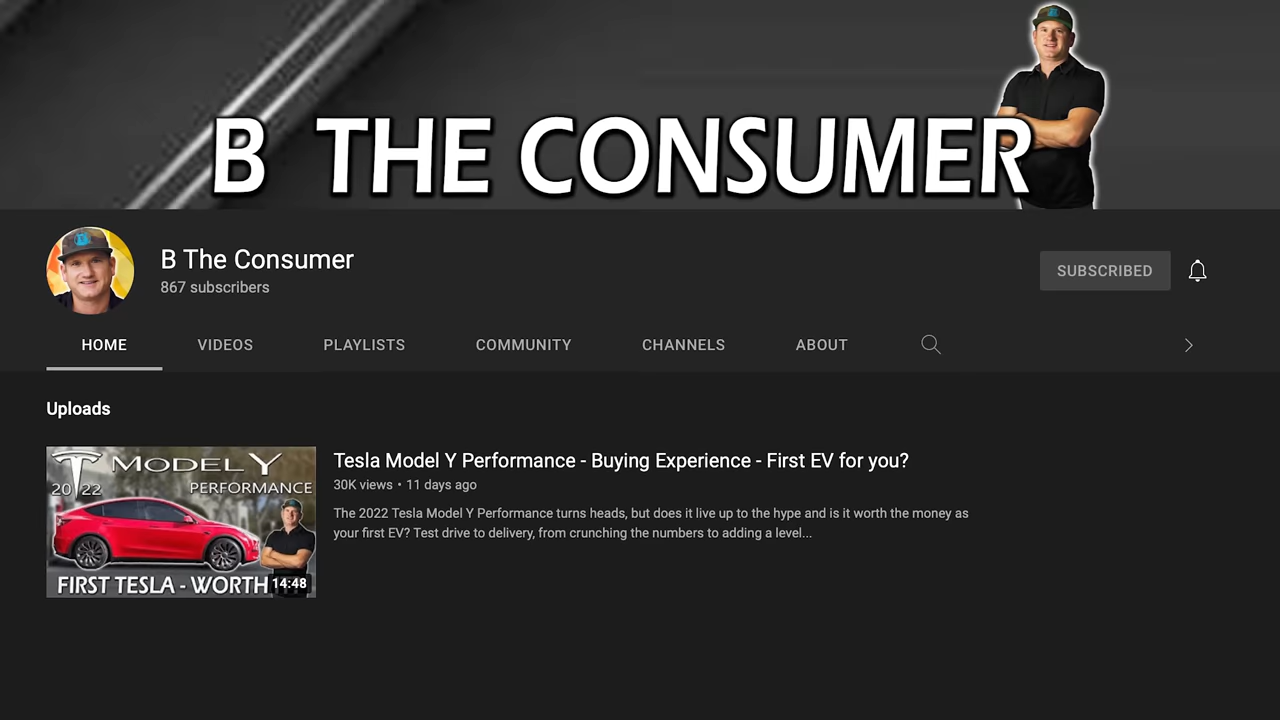 B THE CONSUMER
B The Consumer
867 subscribers
SUBSCRIBED
HOME
VIDEOS
PLAYLISTS
COMMUNITY
CHANNELS
ABOUT
Uploads
MODEL Y
2022
PERFORMANCE
FIRST TESLA - WORTH
14:48
Tesla Model Y Performance - Buying Experience - First EV for you?
30K views • 11 days ago
The 2022 Tesla Model Y Performance turns heads, but does it live up to the hype and is it worth the money as
your first EV? Test drive to delivery, from crunching the numbers to adding a level...